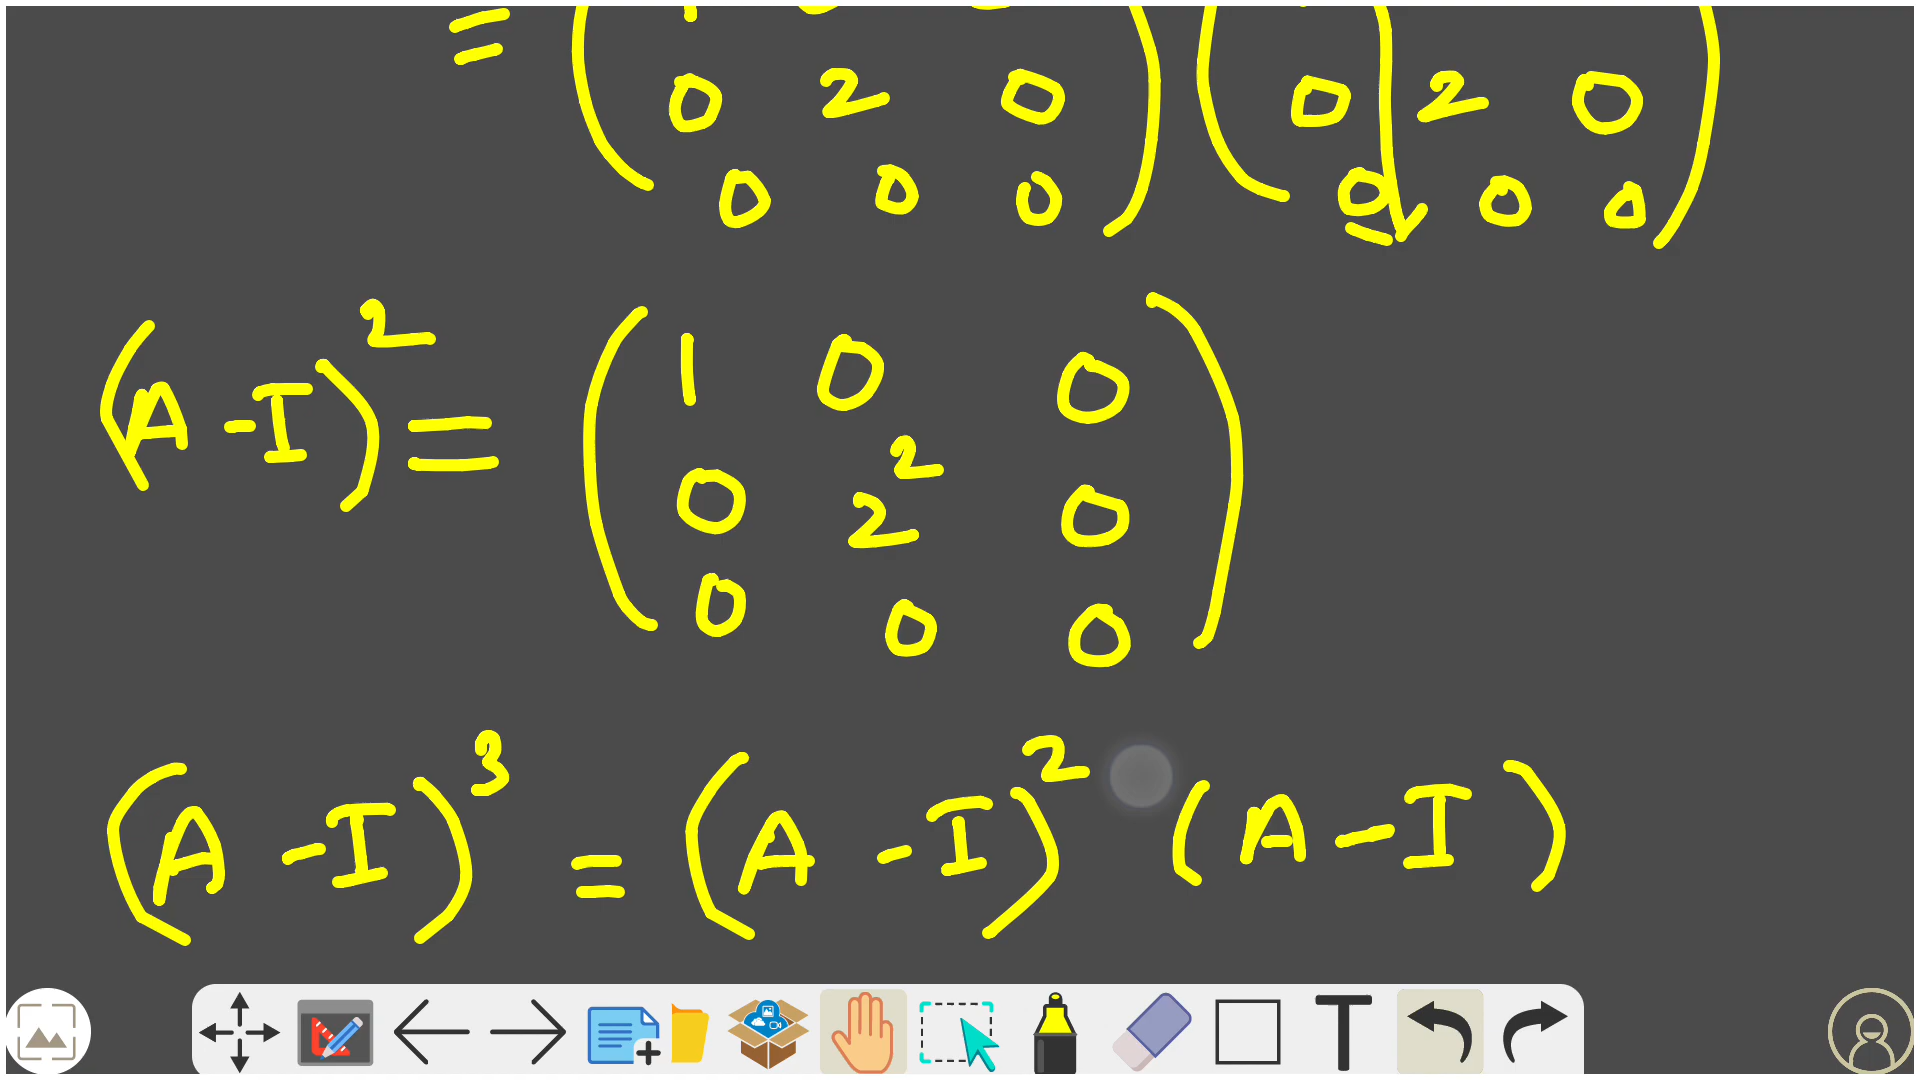 = ( 1
0 2 0 ) ( 0 2 0 )
0 0 0 0 0 0
(A - I)² = ( 1 0 0
0 2² 0
0 0 0 )
(A - I)³ = (A - I)² (A - I)
T